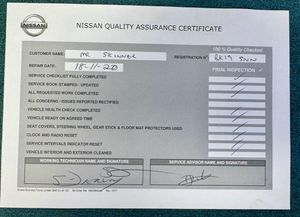 NISSAN
NISSAN QUALITY ASSURANCE CERTIFICATE
CUSTOMER NAME MR SKINNER
REPAIR DATE: 18-11-20
100 % Quality Checked
REGISTRATION Nº RK19
FINAL INSPECTION ✓
SERVICE CHECKLIST FULLY COMPLETED
SERVICE BOOK STAMPED - UPDATED
ALL REQUESTED WORK COMPLETED
ALL CONCERNS / ISSUES REPORTED RECTIFIED
VEHICLE HEALTH CHECK COMPLETED
VEHICLE READY ON AGREED TIME
SEAT COVERS, STEERING WHEEL, GEAR STICK & FLOOR MAT PROTECTORS USED
CLOCK AND RADIO RESET
SERVICE INTERVALS INDICATOR RESET
VEHICLE INTERIOR AND EXTERIOR CLEANED
WORKING TECHNICIAN NAME AND SIGNATURE
SERVICE ADVISOR NAME AND SIGNATURE